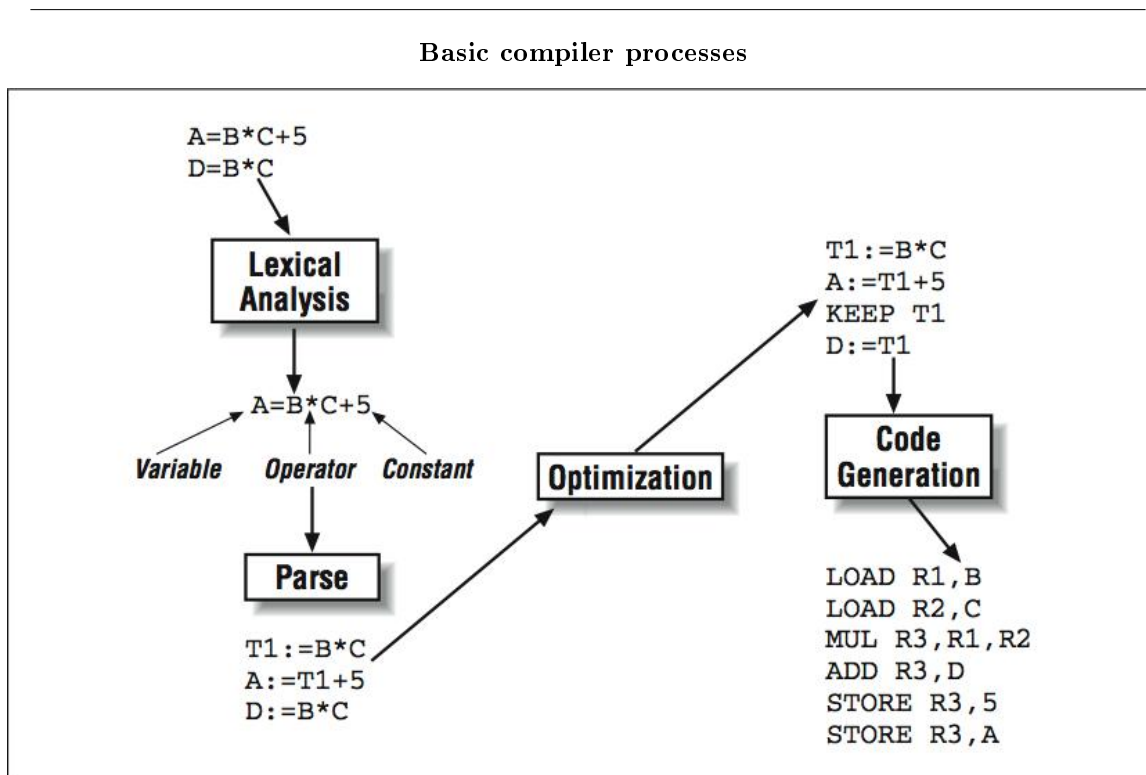 Basic compiler processes
A=B*C+5
D=B*C
Lexical
Analysis
A=B*C+5
Variable Operator Constant
Parse
T1:=B*C
A:=T1+5
D:=B*C
Optimization
T1:=B*C
A:=T1+5
KEEP T1
D:=T1
Code
Generation
LOAD R1,B
LOAD R2,C
MUL R3,R1,R2
ADD R3,D
STORE R3,5
STORE R3,A